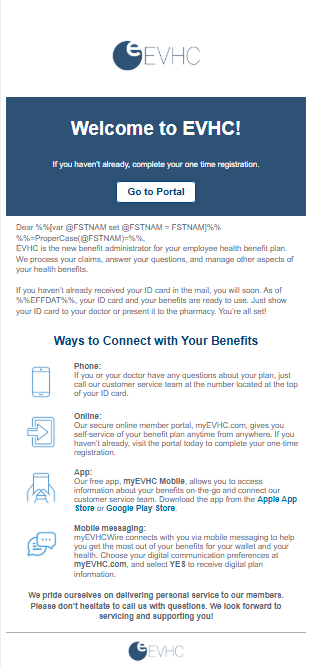 eEVHC
Welcome to EVHC!
If you haven't already, complete your one time registration.
Go to Portal
Dear %%[var @FSTNAM set @FSTNAM = FSTNAM]%%
%%=ProperCase(@FSTNAM)=%%,
EVHC is the new benefit administrator for your employee health benefit plan.
We process your claims, answer your questions, and manage other aspects of
your health benefits.
If you haven't already received your ID card in the mail, you will soon. As of
%%EFFDAT%%, your ID card and your benefits are ready to use. Just show
your ID card to your doctor or present it to the pharmacy. You're all set!
Ways to Connect with Your Benefits
Phone:
If you or your doctor have any questions about your plan, just
call our customer service team at the number located at the top
of your ID card.
Online:
Our secure online member portal, myEVHC.com, gives you
self-service of your benefit plan anytime from anywhere. If you
haven't already, visit the portal today to complete your one-time
registration.
App:
Our free app, myEVHC Mobile, allows you to access
information about your benefits on-the-go and connect our
customer service team. Download the app from the Apple App
Store or Google Play Store.
Mobile messaging:
myEVHCWire connects with you via mobile messaging to help
you get the most out of your benefits for your wallet and your
health. Choose your digital communication preferences at
myEVHC.com, and select YES to receive digital plan
information.
We pride ourselves on delivering personal service to our members.
Please don't hesitate to call us with questions. We look forward to
servicing and supporting you!
eEVHC